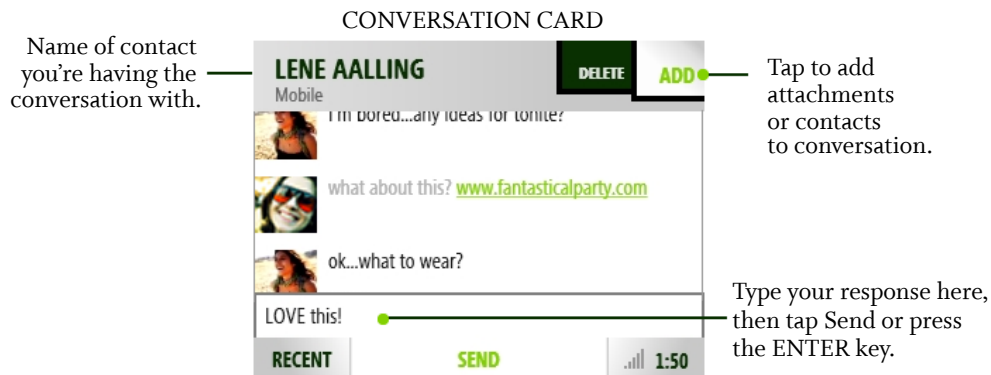 CONVERSATION CARD
Name of contact
you're having the
conversation with.
LENE AALLING
Mobile
DELETE
ADD
Tap to add
attachments
or contacts
to conversation.
I'm bored...any ideas for tonite?
what about this? www.fantasticalparty.com
ok...what to wear?
LOVE this!
Type your response here,
then tap Send or press
the ENTER key.
RECENT
SEND
1:50